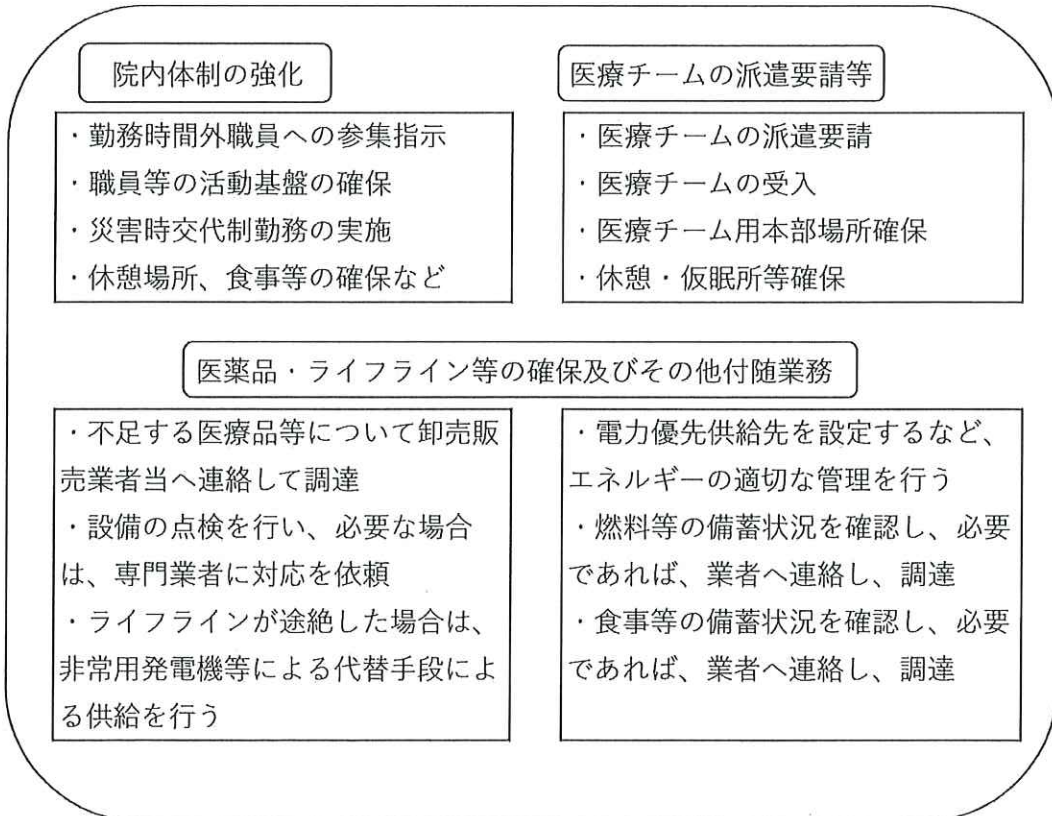 院内体制の強化
・勤務時間外職員への参集指示
・職員等の活動基盤の確保
・災害時交代制勤務の実施
・休憩場所、食事等の確保など
医療チームの派遣要請等
・医療チームの派遣要請
・医療チームの受入
・医療チーム用本部場所確保
・休憩・仮眠所等確保
医薬品・ライフライン等の確保及びその他付随業務
・不足する医療品等について卸売販
売業者当へ連絡して調達
・設備の点検を行い、必要な場合
は、専門業者に対応を依頼
・ライフラインが途絶した場合は、
非常用発電機等による代替手段によ
る供給を行う
・電力優先供給先を設定するなど、
エネルギーの適切な管理を行う
・燃料等の備蓄状況を確認し、必要
であれば、業者へ連絡し、調達
・食事等の備蓄状況を確認し、必要
であれば、業者へ連絡し、調達